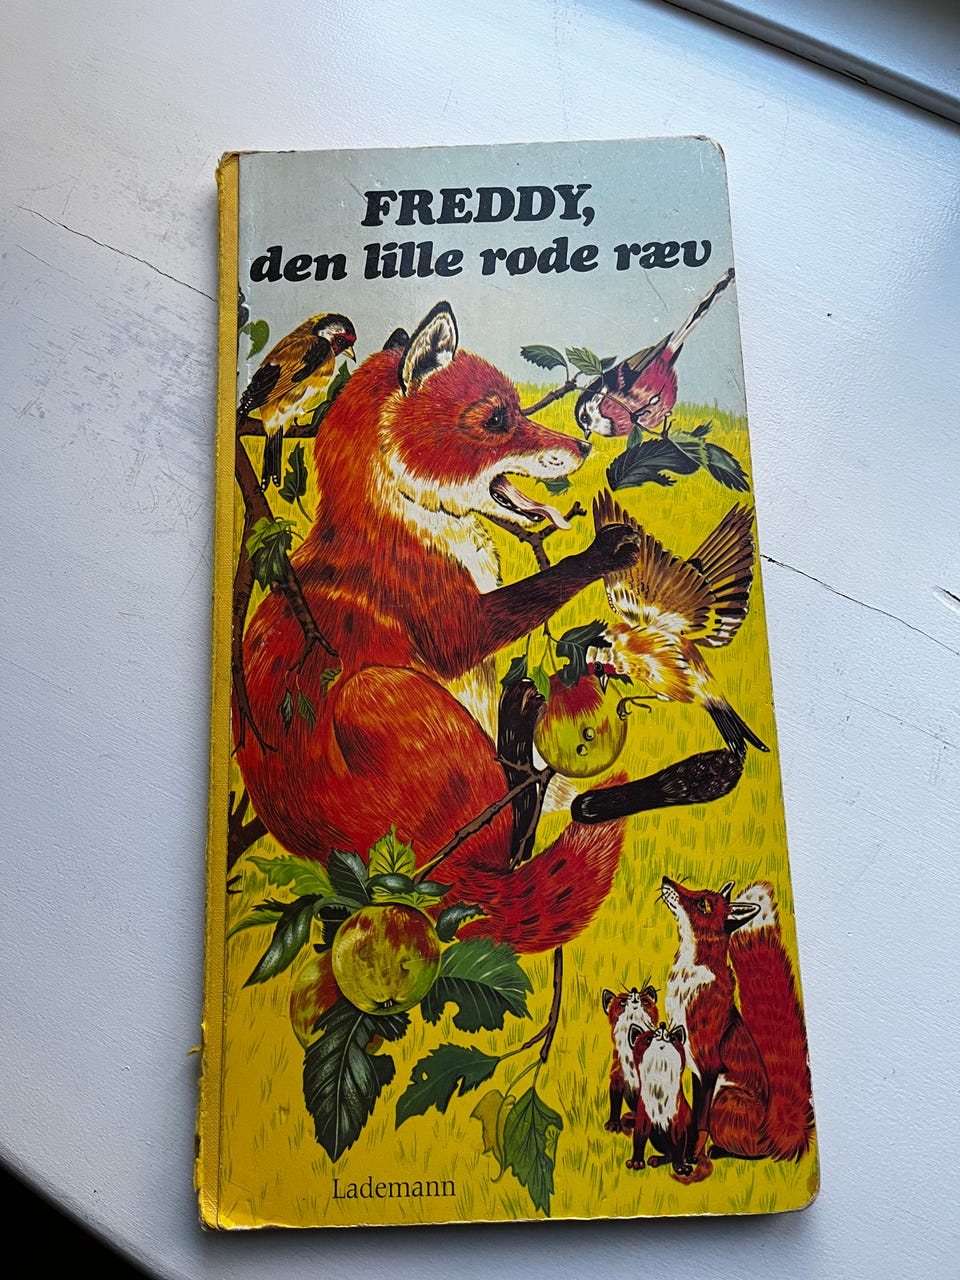 FREDDY,
den lille røde ræv
Lademann